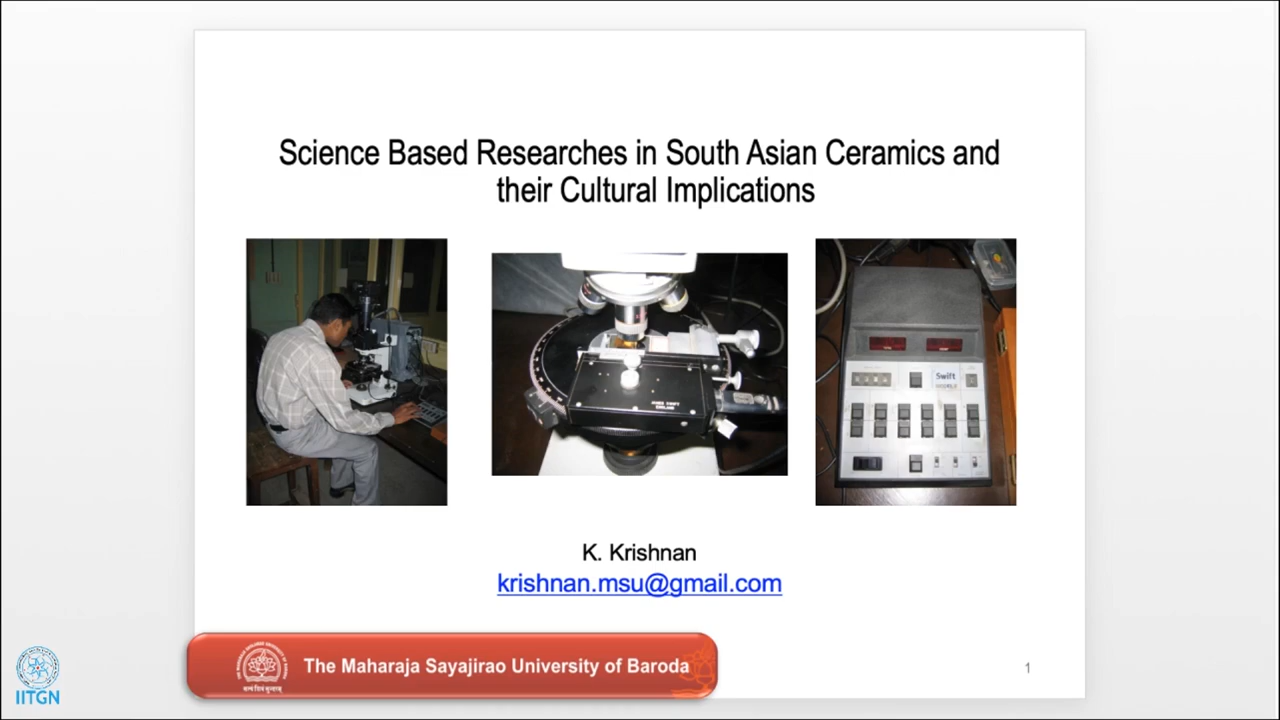 Science Based Researches in South Asian Ceramics and
their Cultural Implications
Swift
K. Krishnan
krishnan.msu@gmail.com
The Maharaja Sayajirao University of Baroda
1
IITGN